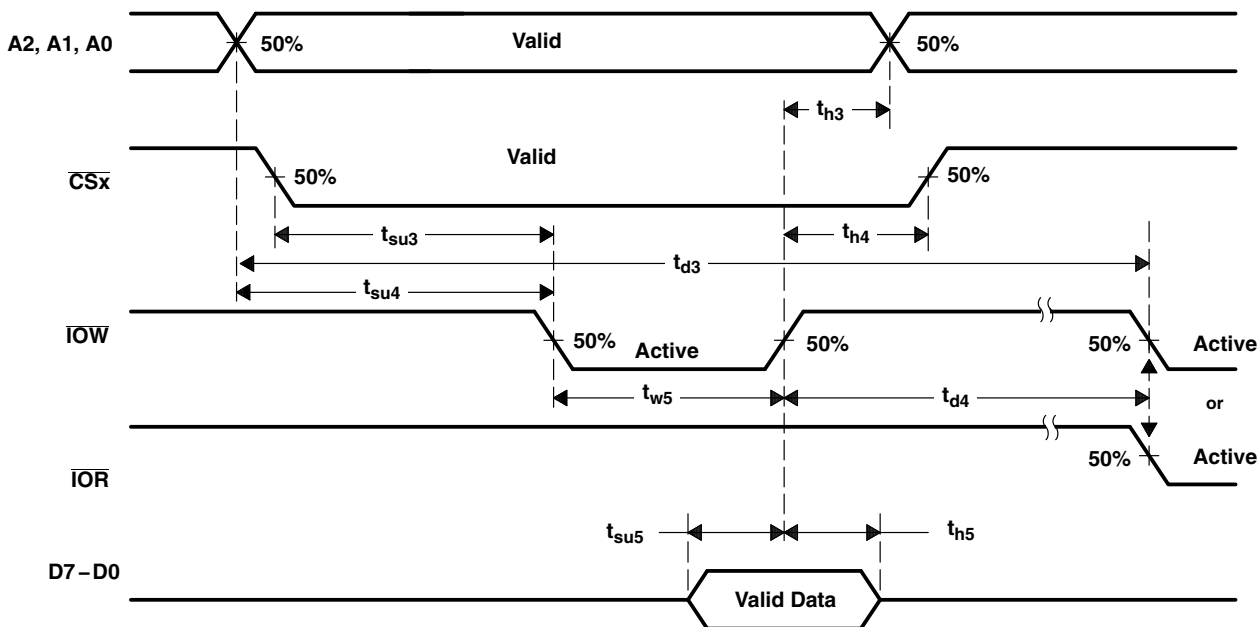 A2, A1, A0
50%
Valid
50%
th3
Valid
CSx
50%
50%
tsu3
th4
td3
tsu4
IOW
50%
Active
50%
50%
Active
tw5
td4
or
IOR
50%
Active
tsu5
th5
D7–D0
Valid Data